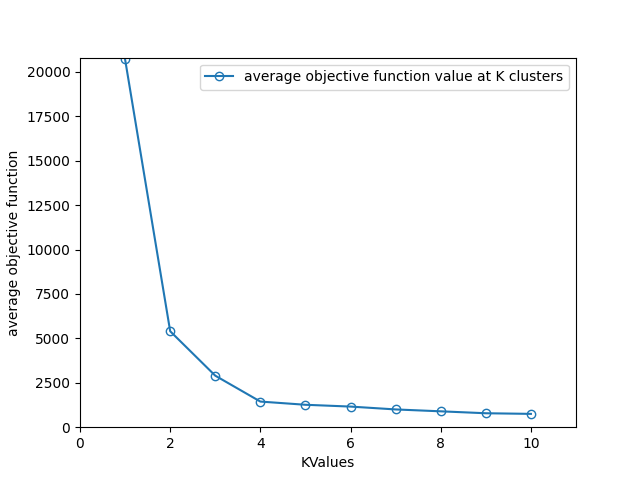 average objective function value at K clusters
20000
17500
15000
12500
10000
7500
5000
2500
0
average objective function
0 2 4 6 8 10
KValues